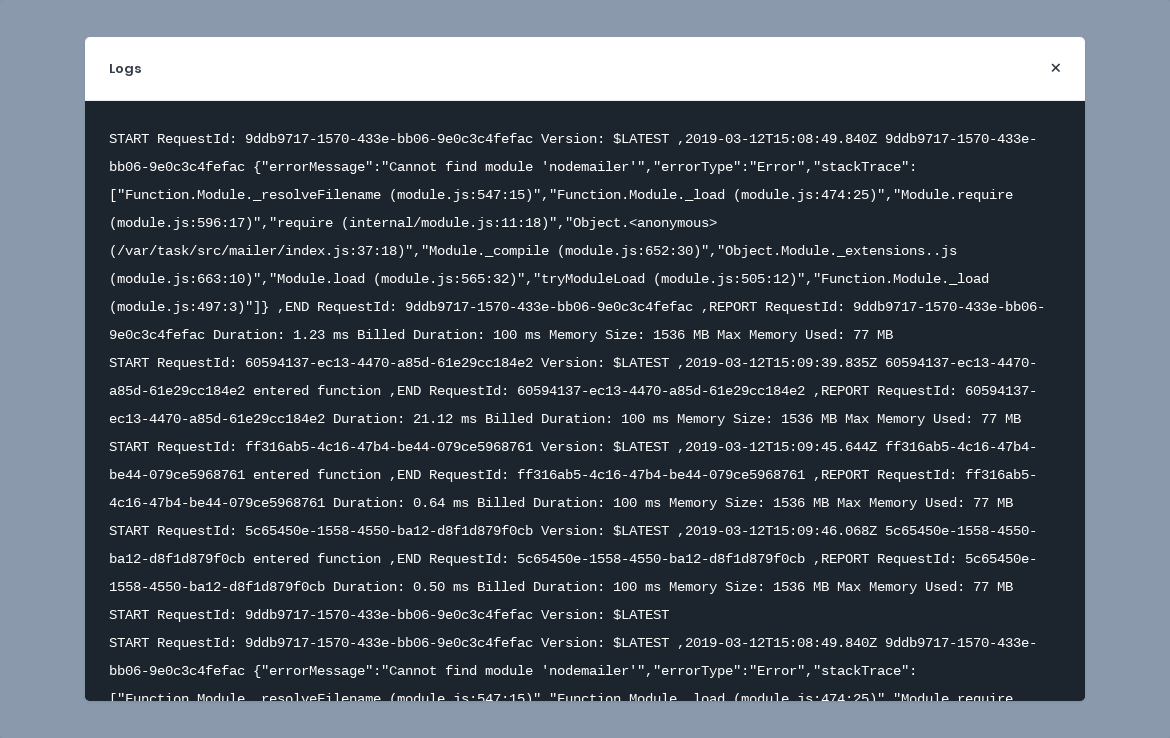 Logs
×
START RequestId: 9ddb9717-1570-433e-bb06-9e0c3c4fefac Version: $LATEST ,2019-03-12T15:08:49.840Z 9ddb9717-1570-433e-
bb06-9e0c3c4fefac {"errorMessage":"Cannot find module 'nodemailer'","errorType":"Error","stackTrace":
["Function.Module._resolveFilename (module.js:547:15)","Function.Module._load (module.js:474:25)","Module.require
(module.js:596:17)","require (internal/module.js:11:18)","Object.<anonymous>
(/var/task/src/mailer/index.js:37:18)","Module._compile (module.js:652:30)","Object.Module._extensions..js
(module.js:663:10)","Module.load (module.js:565:32)","tryModuleLoad (module.js:505:12)","Function.Module._load
(module.js:497:3)"]} ,END RequestId: 9ddb9717-1570-433e-bb06-9e0c3c4fefac ,REPORT RequestId: 9ddb9717-1570-433e-bb06-
9e0c3c4fefac Duration: 1.23 ms Billed Duration: 100 ms Memory Size: 1536 MB Max Memory Used: 77 MB
START RequestId: 60594137-ec13-4470-a85d-61e29cc184e2 Version: $LATEST ,2019-03-12T15:09:39.835Z 60594137-ec13-4470-
a85d-61e29cc184e2 entered function ,END RequestId: 60594137-ec13-4470-a85d-61e29cc184e2 ,REPORT RequestId: 60594137-
ec13-4470-a85d-61e29cc184e2 Duration: 21.12 ms Billed Duration: 100 ms Memory Size: 1536 MB Max Memory Used: 77 MB
START RequestId: ff316ab5-4c16-47b4-be44-079ce5968761 Version: $LATEST ,2019-03-12T15:09:45.644Z ff316ab5-4c16-47b4-
be44-079ce5968761 entered function ,END RequestId: ff316ab5-4c16-47b4-be44-079ce5968761 ,REPORT RequestId: ff316ab5-
4c16-47b4-be44-079ce5968761 Duration: 0.64 ms Billed Duration: 100 ms Memory Size: 1536 MB Max Memory Used: 77 MB
START RequestId: 5c65450e-1558-4550-ba12-d8f1d879f0cb Version: $LATEST ,2019-03-12T15:09:46.068Z 5c65450e-1558-4550-
ba12-d8f1d879f0cb entered function ,END RequestId: 5c65450e-1558-4550-ba12-d8f1d879f0cb ,REPORT RequestId: 5c65450e-
1558-4550-ba12-d8f1d879f0cb Duration: 0.50 ms Billed Duration: 100 ms Memory Size: 1536 MB Max Memory Used: 77 MB
START RequestId: 9ddb9717-1570-433e-bb06-9e0c3c4fefac Version: $LATEST
START RequestId: 9ddb9717-1570-433e-bb06-9e0c3c4fefac Version: $LATEST ,2019-03-12T15:08:49.840Z 9ddb9717-1570-433e-
bb06-9e0c3c4fefac {"errorMessage":"Cannot find module 'nodemailer'","errorType":"Error","stackTrace":
["Function.Module._resolveFilename (module.js:547:15)","Function.Module._load (module.js:474:25)","Module.require